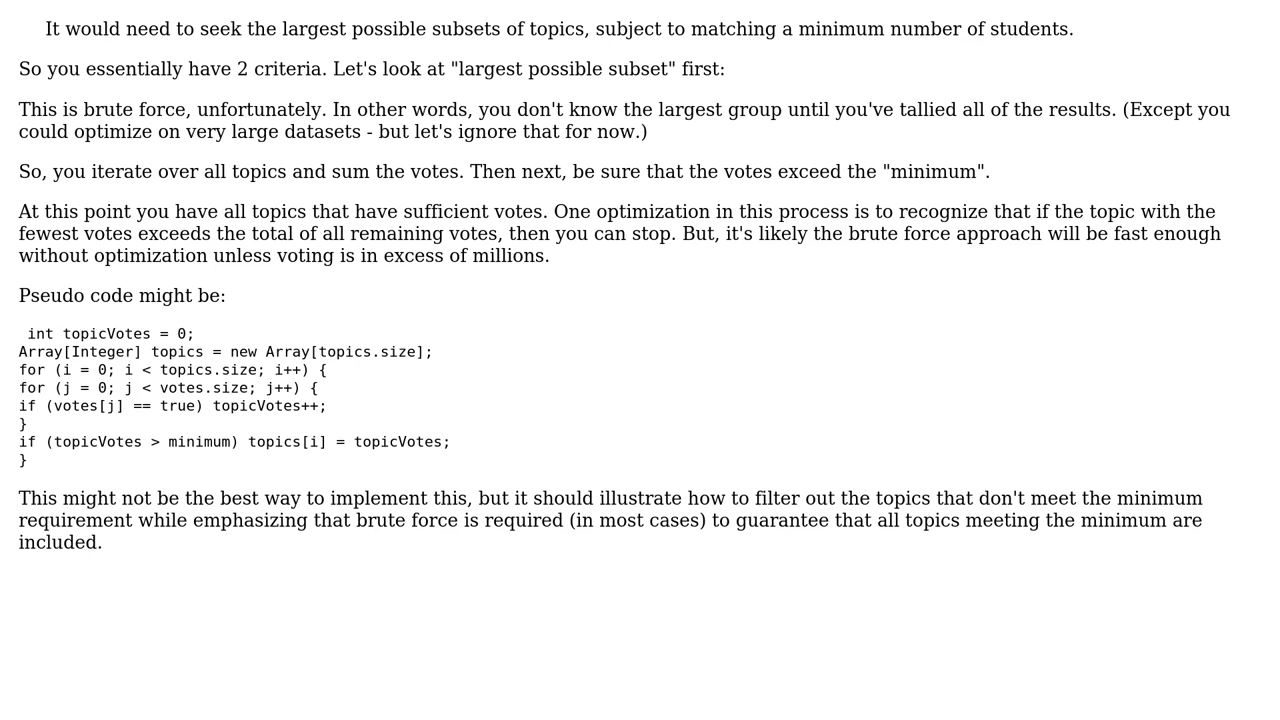 It would need to seek the largest possible subsets of topics, subject to matching a minimum number of students.
So you essentially have 2 criteria. Let's look at "largest possible subset" first:
This is brute force, unfortunately. In other words, you don't know the largest group until you've tallied all of the results. (Except you
could optimize on very large datasets - but let's ignore that for now.)
So, you iterate over all topics and sum the votes. Then next, be sure that the votes exceed the "minimum".
At this point you have all topics that have sufficient votes. One optimization in this process is to recognize that if the topic with the
fewest votes exceeds the total of all remaining votes, then you can stop. But, it's likely the brute force approach will be fast enough
without optimization unless voting is in excess of millions.
Pseudo code might be:
int topicVotes = 0;
Array[Integer] topics = new Array[topics.size];
for (i = 0; i < topics.size; i++) {
for (j = 0; j < votes.size; j++) {
if (votes[j] == true) topicVotes++;
}
if (topicVotes > minimum) topics[i] = topicVotes;
}
This might not be the best way to implement this, but it should illustrate how to filter out the topics that don't meet the minimum
requirement while emphasizing that brute force is required (in most cases) to guarantee that all topics meeting the minimum are
included.